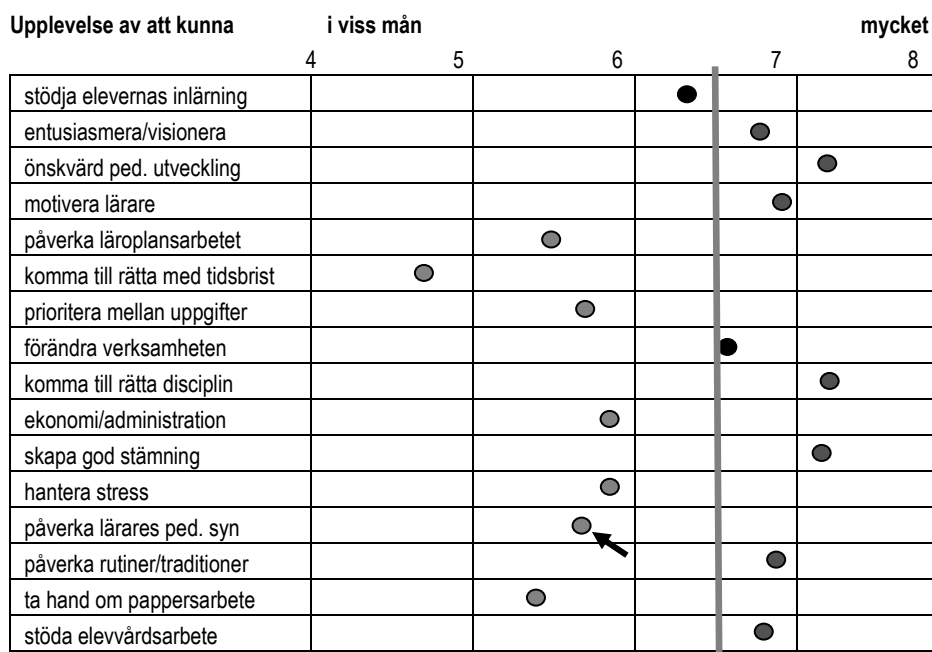 Upplevelse av att kunna i viss mån mycket
4 5 6 7 8
stödja elevernas inlärning
entusiasmera/visionera
önskvärd ped. utveckling
motivera lärare
påverka läroplansarbetet
komma till rätta med tidsbrist
prioritera mellan uppgifter
förändra verksamheten
komma till rätta disciplin
ekonomi/administration
skapa god stämning
hantera stress
påverka lärares ped. syn
påverka rutiner/traditioner
ta hand om pappersarbete
stöda elevvårdsarbete